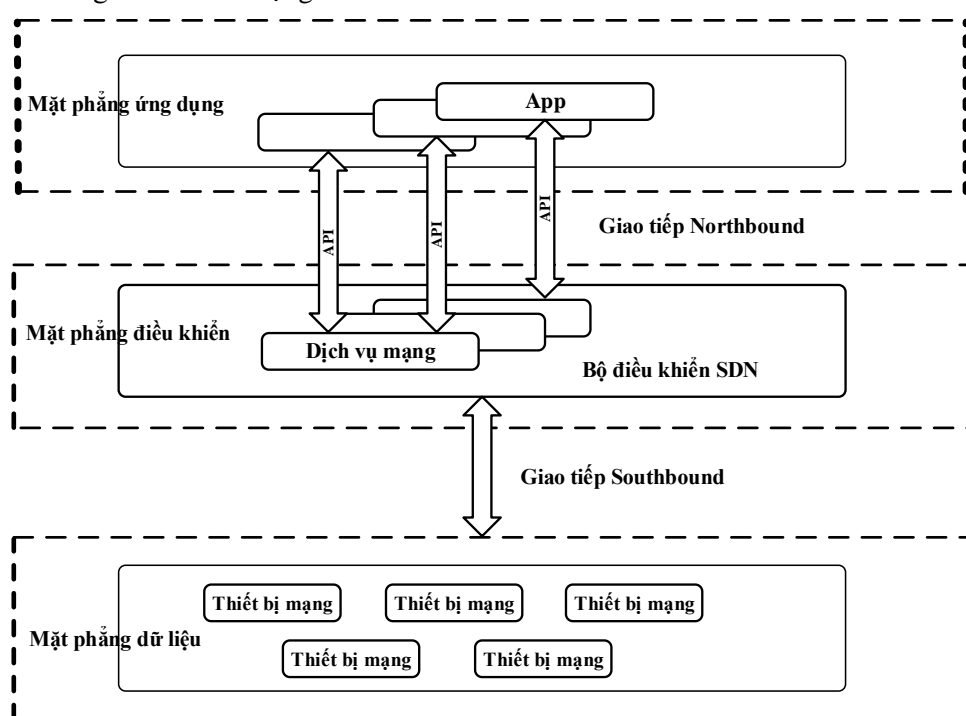 App
Mặt phẳng ứng dụng
API
API
API
Giao tiếp Northbound
Mặt phẳng điều khiển
Dịch vụ mạng
Bộ điều khiển SDN
Giao tiếp Southbound
Thiết bị mạng
Thiết bị mạng
Thiết bị mạng
Mặt phẳng dữ liệu
Thiết bị mạng
Thiết bị mạng